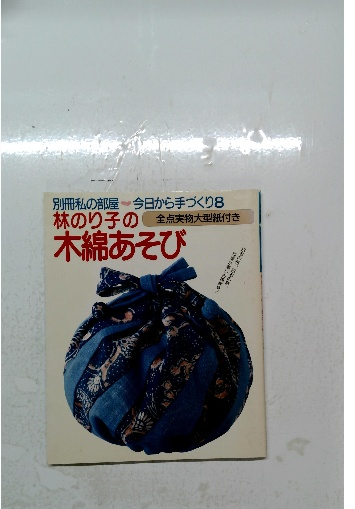 別冊私の部屋❤今日から手づくり8
林のり子の
全点実物大型紙付き
木綿あそび